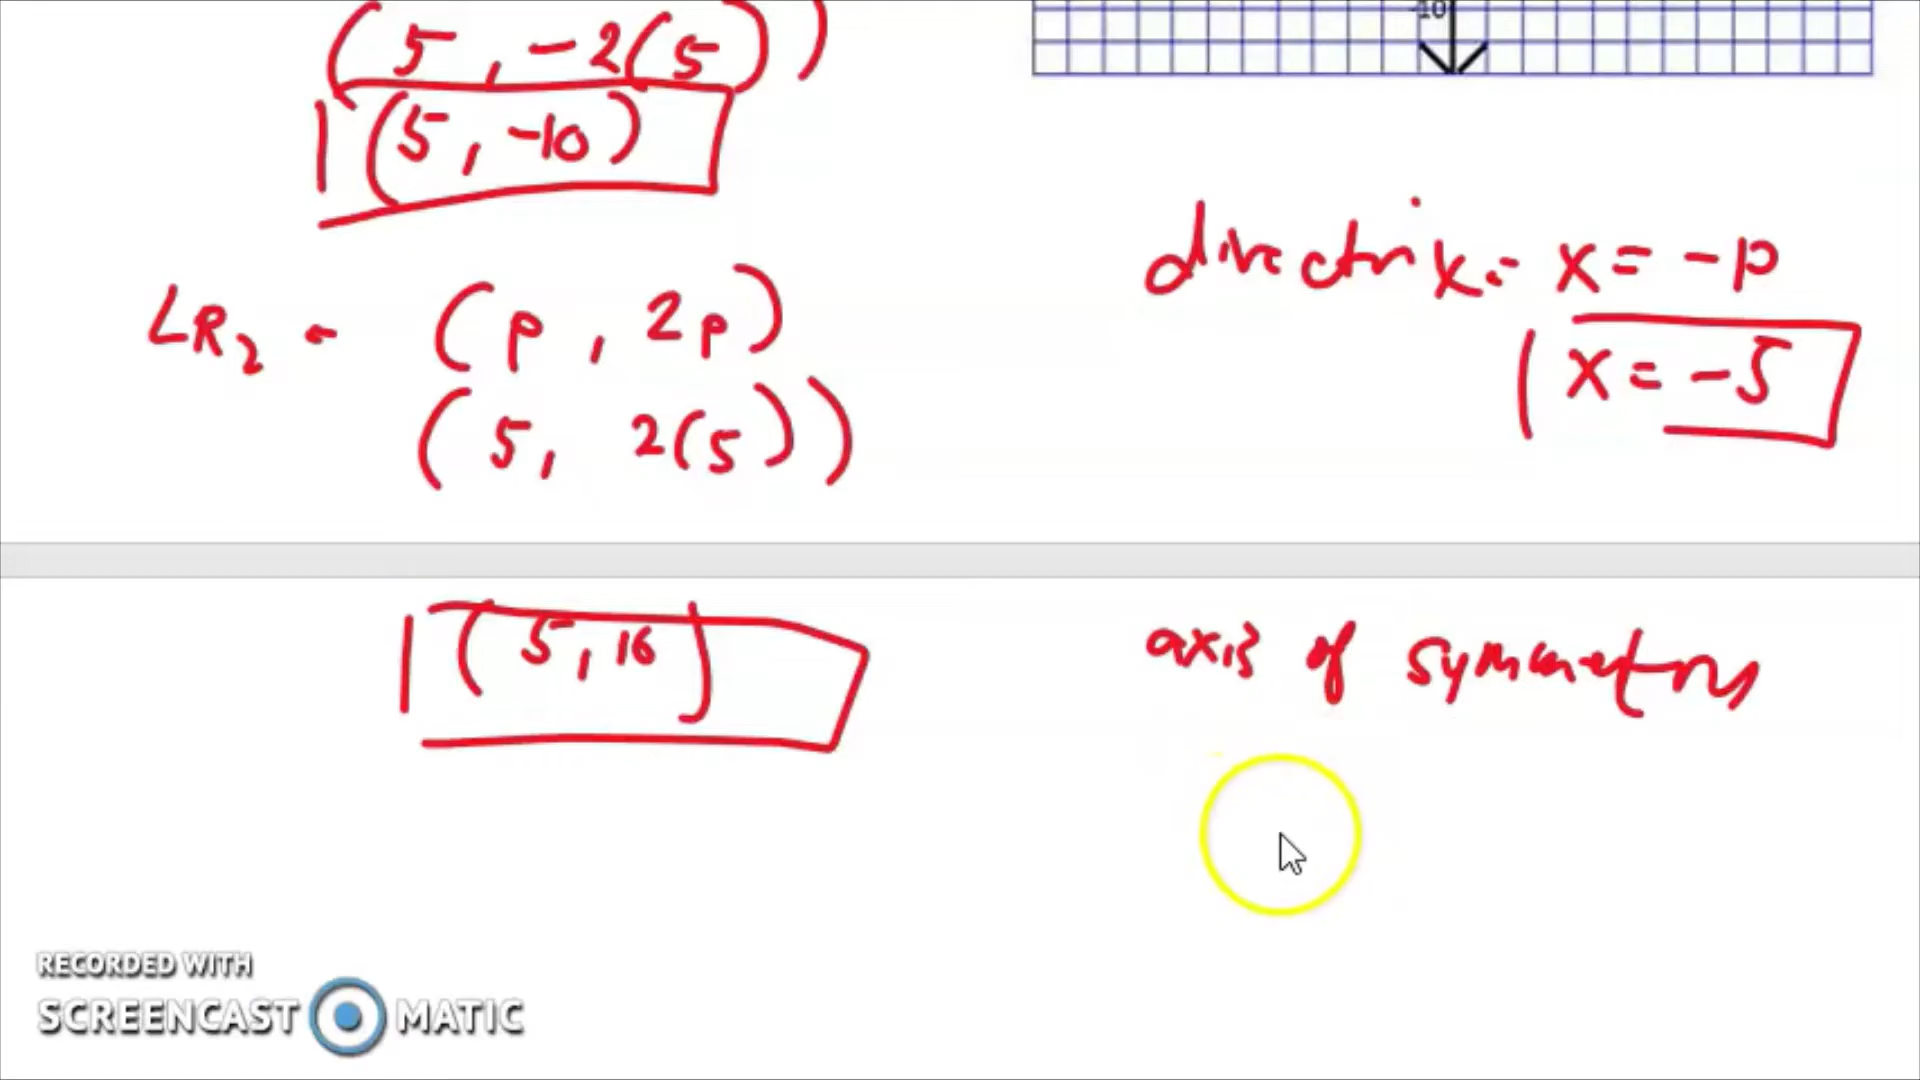 (5, -2(5))
(5, -10)
LR2 = (p, 2p)
(5, 2(5))
(5, 16)
-10
directrix = x = -p
x = -5
axis of symmetry
RECORDED WITH
SCREENCAST MATIC